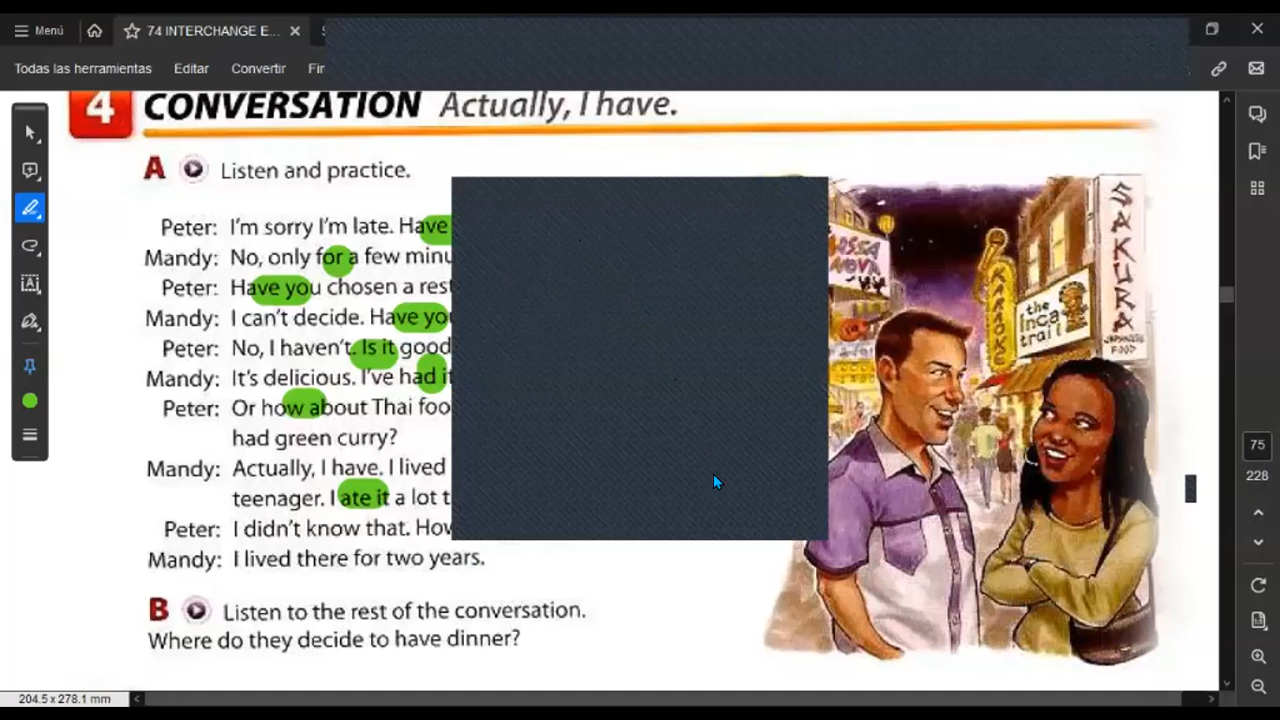 Menú
74 INTERCHANGE E...
Todas las herramientas
Editar
Convertir
4 CONVERSATION Actually, I have.
A Listen and practice.
Peter: I'm sorry I'm late. Have
Mandy: No, only for a few minu
Peter: Have you chosen a rest
Mandy: I can't decide. Have yo
Peter: No, I haven't. Is it good
Mandy: It's delicious. I've had it
Peter: Or how about Thai foo
had green curry?
Mandy: Actually, I have. I lived
teenager. I ate it a lot t
Peter: I didn't know that. How
Mandy: I lived there for two years.
B Listen to the rest of the conversation.
Where do they decide to have dinner?
NOVA
KARAOKE
the
Inca
trail
SAKURA
JAPANESE
FOOD
75
228
204.5 x 278.1 mm